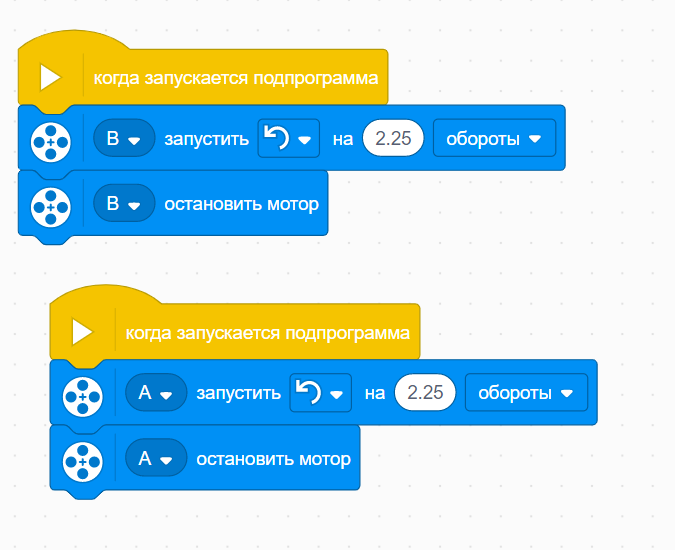 когда запускается подпрограмма
B запустить на 2.25 обороты
B остановить мотор
когда запускается подпрограмма
A запустить на 2.25 обороты
A остановить мотор